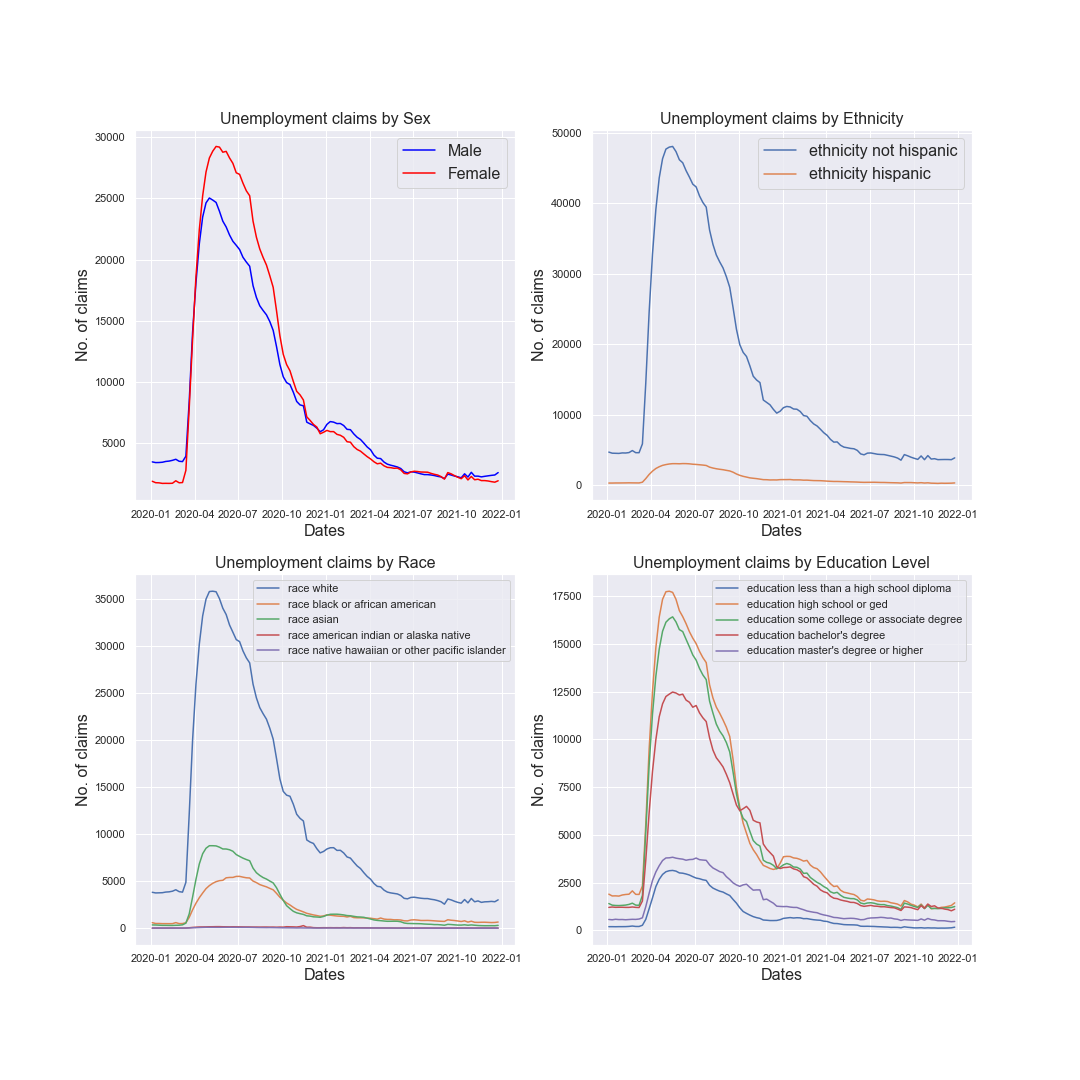 Unemployment claims by Sex
No. of claims
30000
25000
20000
15000
10000
5000
Male
Female
2020-01 2020-04 2020-07 2020-10 2021-01 2021-04 2021-07 2021-10 2022-01
Dates
Unemployment claims by Ethnicity
No. of claims
50000
40000
30000
20000
10000
0
ethnicity not hispanic
ethnicity hispanic
2020-01 2020-04 2020-07 2020-10 2021-01 2021-04 2021-07 2021-10 2022-01
Dates
Unemployment claims by Race
No. of claims
35000
30000
25000
20000
15000
10000
5000
0
race white
race black or african american
race asian
race american indian or alaska native
race native hawaiian or other pacific islander
2020-01 2020-04 2020-07 2020-10 2021-01 2021-04 2021-07 2021-10 2022-01
Dates
Unemployment claims by Education Level
No. of claims
17500
15000
12500
10000
7500
5000
2500
0
education less than a high school diploma
education high school or ged
education some college or associate degree
education bachelor's degree
education master's degree or higher
2020-01 2020-04 2020-07 2020-10 2021-01 2021-04 2021-07 2021-10 2022-01
Dates